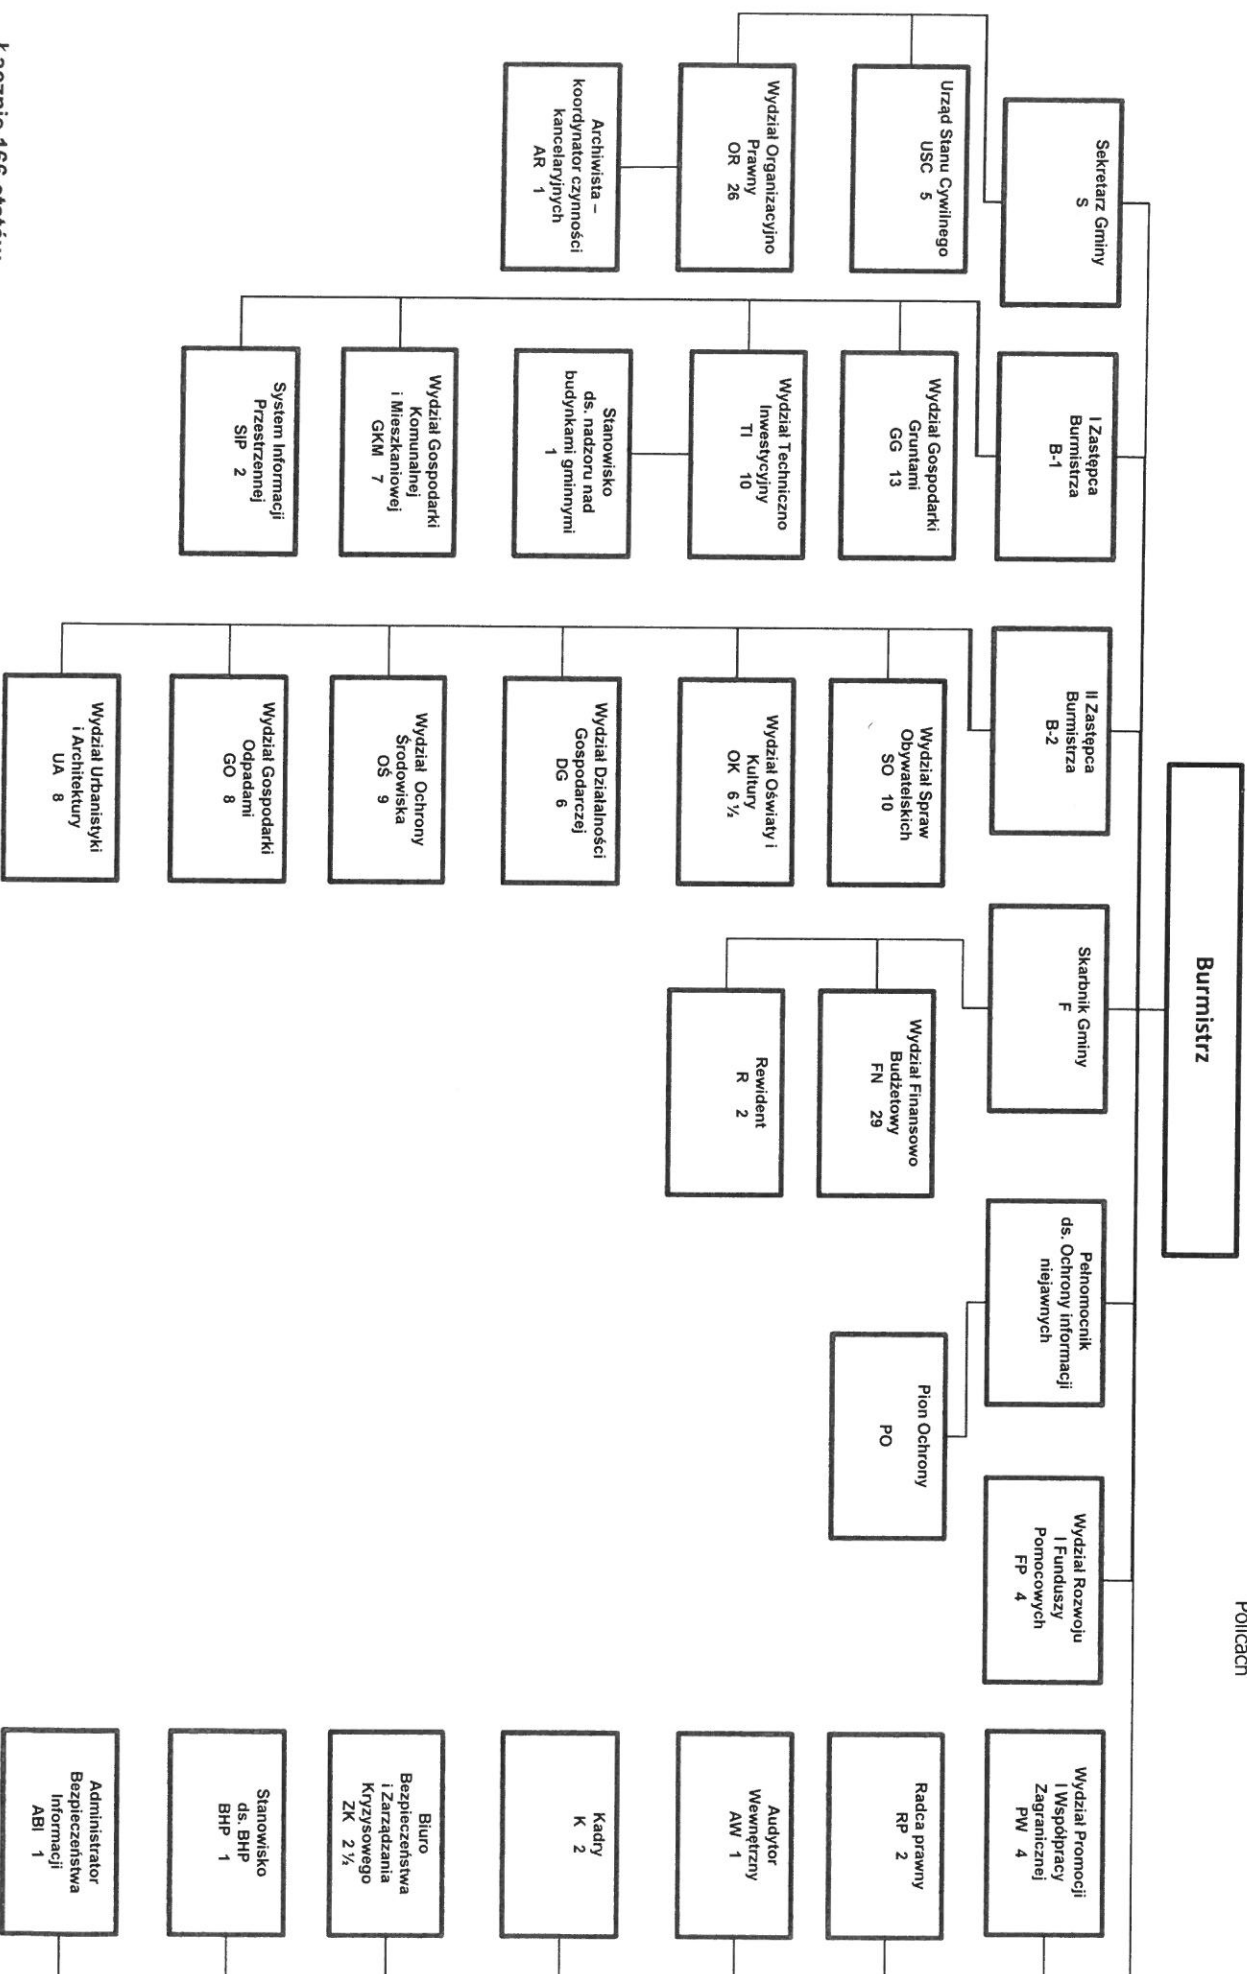 Policach
Burmistrz
Sekretarz Gminy
S
I Zastępca
Burmistrza
B-1
II Zastępca
Burmistrza
B-2
Skarbnik Gminy
F
Pełnomocnik
ds. Ochrony informacji
niejawnych
Wydział Rozwoju
I Funduszy
Pomocowych
FP 4
Wydział Promocji
I Współpracy
Zagranicznej
PW 4
Urząd Stanu Cywilnego
USC 5
Wydział Organizacyjno
Prawny
OR 26
Archiwista –
koordynator czynności
kancelaryjnych
AR 1
Wydział Gospodarki
Gruntami
GG 13
Wydział Techniczno
Inwestycyjny
TI 10
Stanowisko
ds. nadzoru nad
budynkami gminnymi
1
Wydział Gospodarki
Komunalnej
i Mieszkaniowej
GKM 7
System Informacji
Przestrzennej
SIP 2
Wydział Spraw
Obywatelskich
SO 10
Wydział Oświaty i
Kultury
OK 6 ½
Wydział Działalności
Gospodarczej
DG 6
Wydział Ochrony
Środowiska
OŚ 9
Wydział Gospodarki
Odpadami
GO 8
Wydział Urbanistyki
i Architektury
UA 8
Wydział Finansowo
Budżetowy
FN 29
Rewident
R 2
Pion Ochrony
PO
Radca prawny
RP 2
Audytor
Wewnętrzny
AW 1
Kadry
K 2
Biuro
Bezpieczeństwa
i Zarządzania
Kryzysowego
ZK 2 ½
Stanowisko
ds. BHP
BHP 1
Administrator
Bezpieczeństwa
Informacji
ABI 1
Łącznie 166 etatów